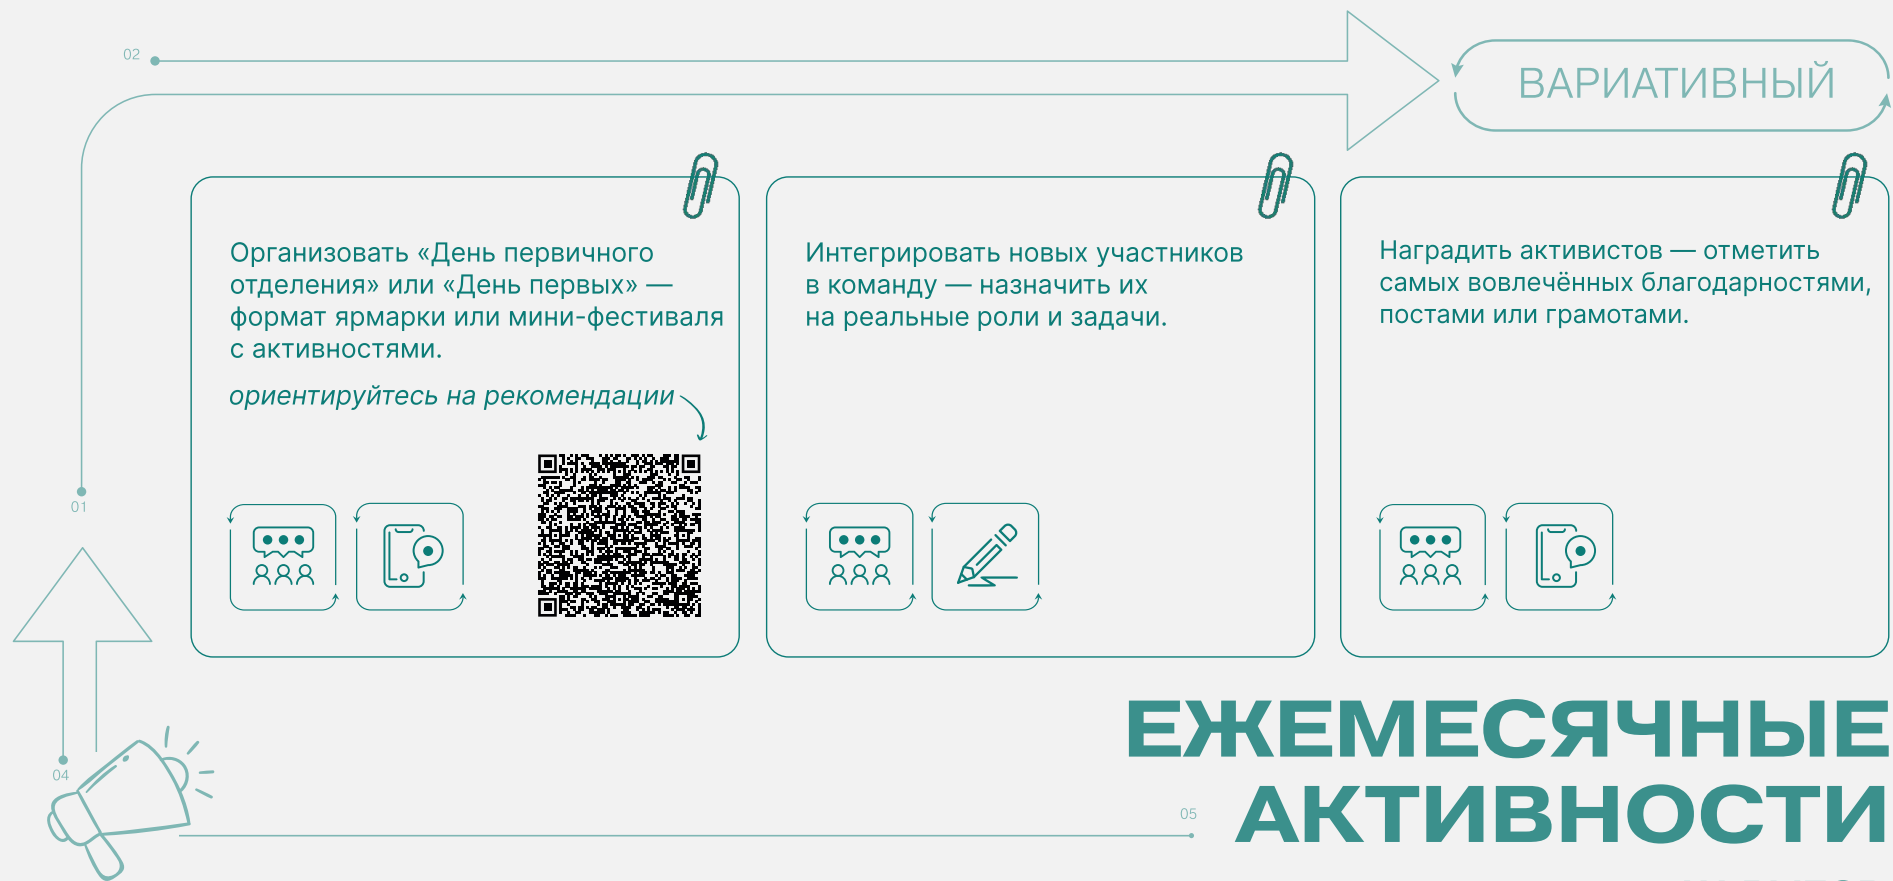 02
ВАРИАТИВНЫЙ
Организовать «День первичного
отделения» или «День первых» —
формат ярмарки или мини-фестиваля
с активностями.
ориентируйтесь на рекомендации
Интегрировать новых участников
в команду — назначить их
на реальные роли и задачи.
Наградить активистов — отметить
самых вовлечённых благодарностями,
постами или грамотами.
01
04
ЕЖЕМЕСЯЧНЫЕ
АКТИВНОСТИ
05